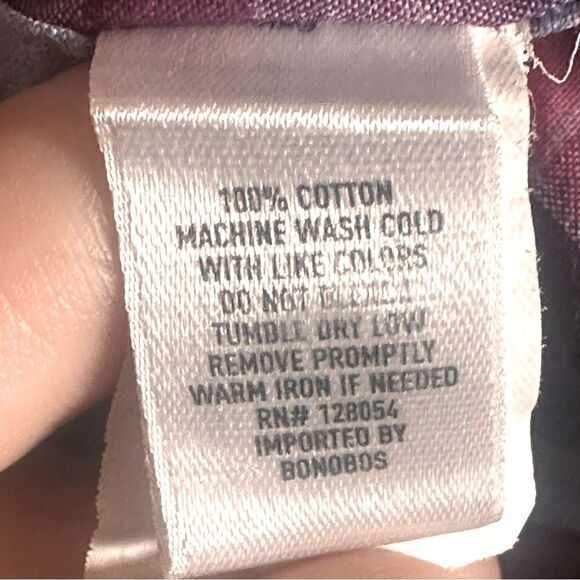 100% COTTON
MACHINE WASH COLD
WITH LIKE COLORS
DO NOT
TUMBLE DRY LOW
REMOVE PROMPTLY
WARM IRON IF NEEDED
RN# 128054
IMPORTED BY
BONOBOS